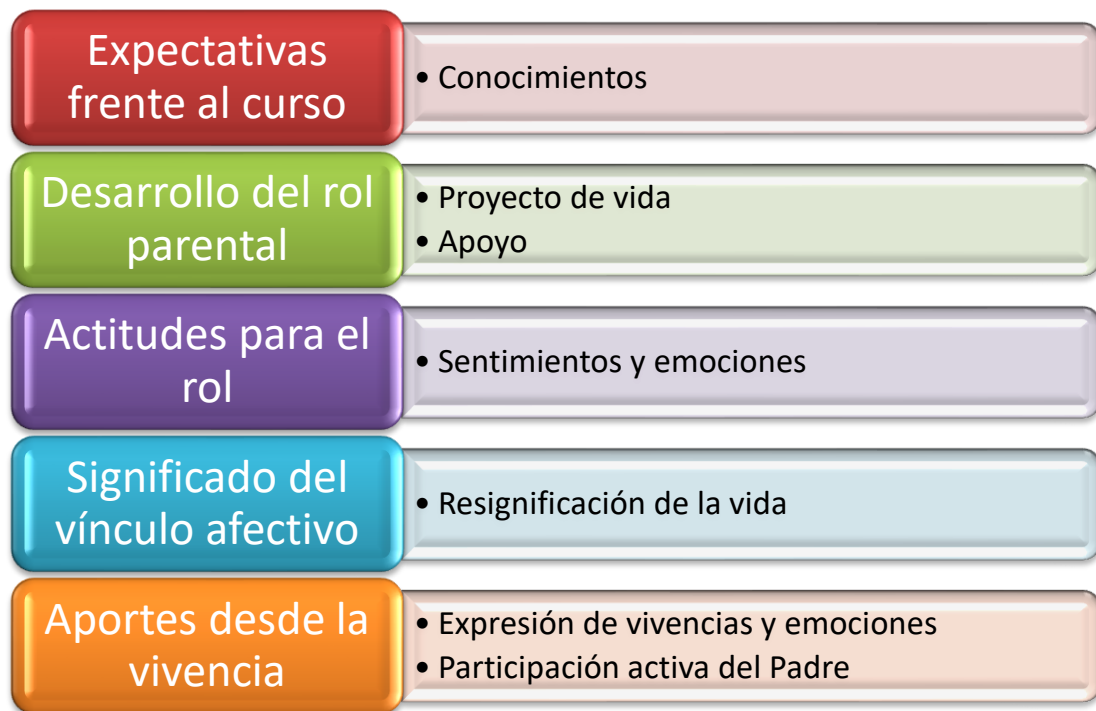 Expectativas
frente al curso
• Conocimientos
Desarrollo del rol
parental
• Proyecto de vida
• Apoyo
Actitudes para el
rol
• Sentimientos y emociones
Significado del
vínculo afectivo
• Resignificación de la vida
Aportes desde la
vivencia
• Expresión de vivencias y emociones
• Participación activa del Padre